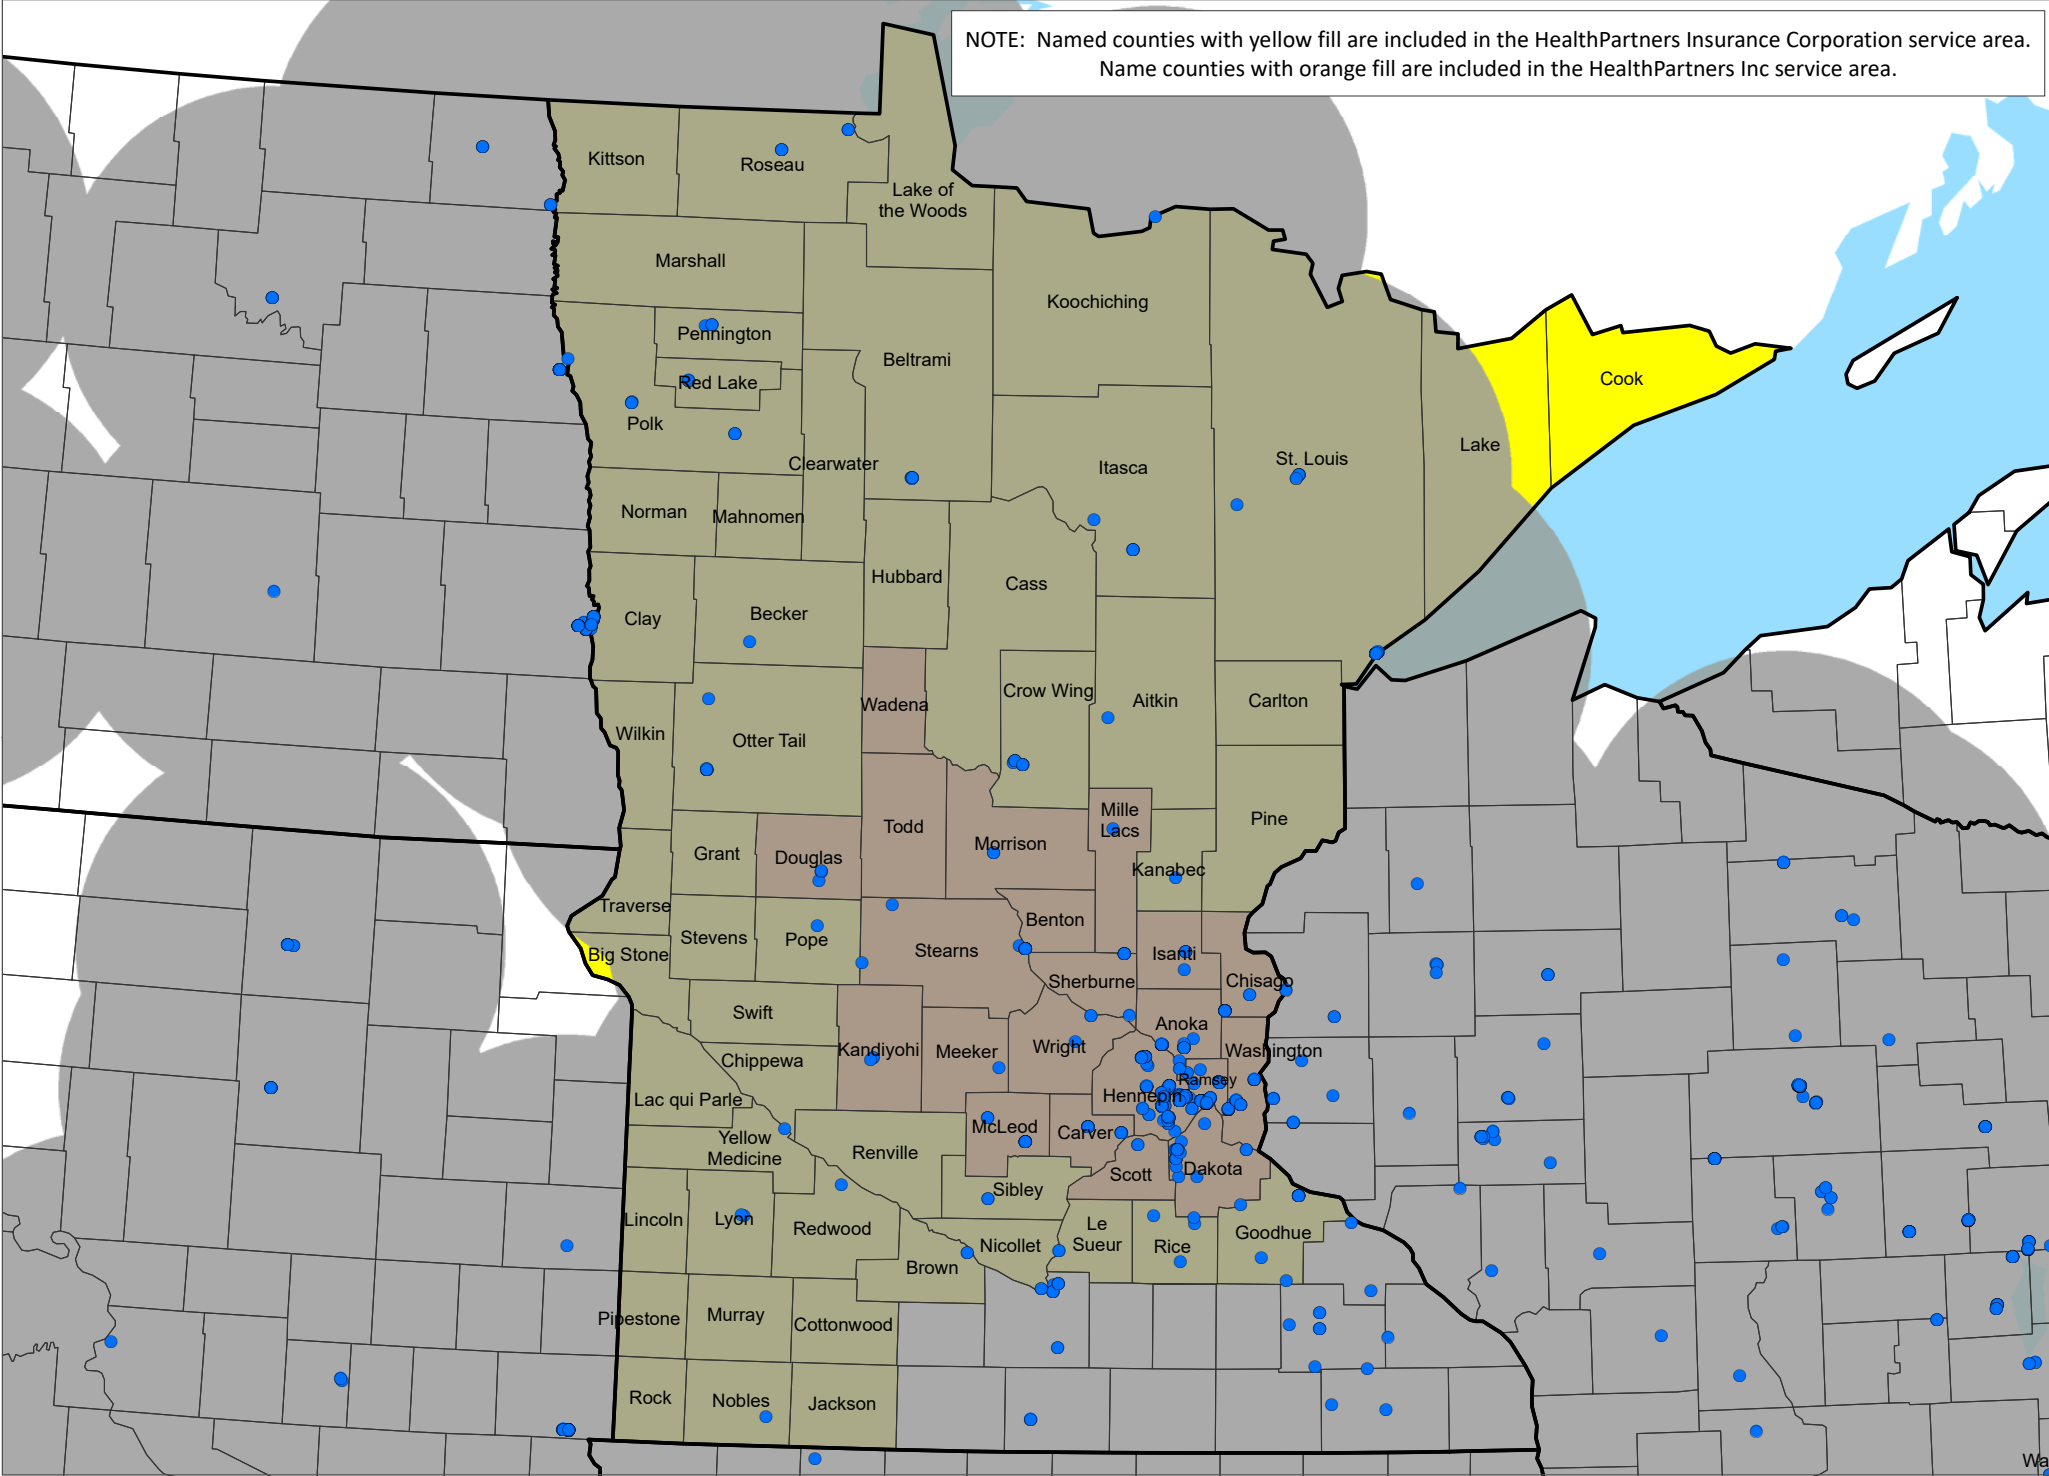 NOTE: Named counties with yellow fill are included in the HealthPartners Insurance Corporation service area.
Name counties with orange fill are included in the HealthPartners Inc service area.
Kittson
Roseau
Lake of
the Woods
Marshall
Koochiching
Pennington
Beltrami
Red Lake
Cook
Polk
Clearwater
Itasca
St. Louis
Lake
Norman
Mahnomen
Hubbard
Cass
Clay
Becker
Wadena
Crow Wing
Aitkin
Carlton
Wilkin
Otter Tail
Todd
Mille
Lacs
Pine
Grant
Douglas
Morrison
Kanabec
Traverse
Stevens
Pope
Benton
Big Stone
Stearns
Isanti
Sherburne
Chisago
Swift
Anoka
Chippewa
Kandiyohi
Meeker
Wright
Washington
Ramsey
Lac qui Parle
Hennepin
McLeod
Carver
Yellow
Medicine
Renville
Scott
Dakota
Sibley
Lincoln
Lyon
Redwood
Le
Sueur
Rice
Goodhue
Nicollet
Brown
Pipestone
Murray
Cottonwood
Rock
Nobles
Jackson
Wa